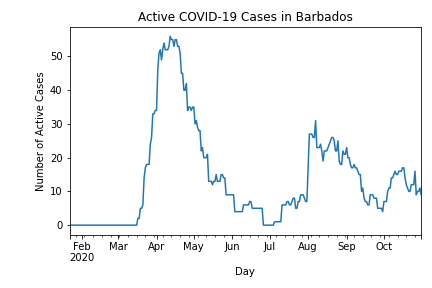 Active COVID-19 Cases in Barbados
Number of Active Cases
50
40
30
20
10
0
Feb Mar Apr May Jun Jul Aug Sep Oct
2020
Day